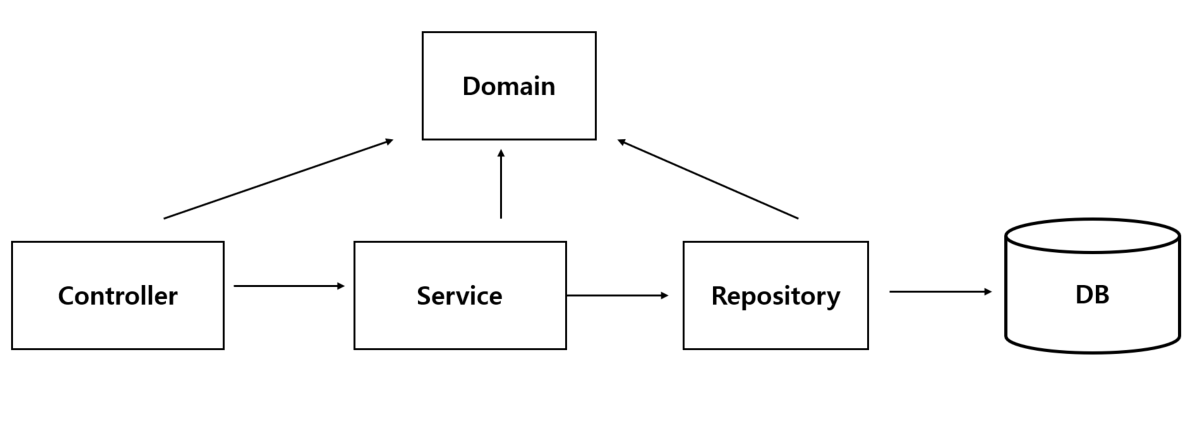 Domain
Controller
Service
Repository
DB